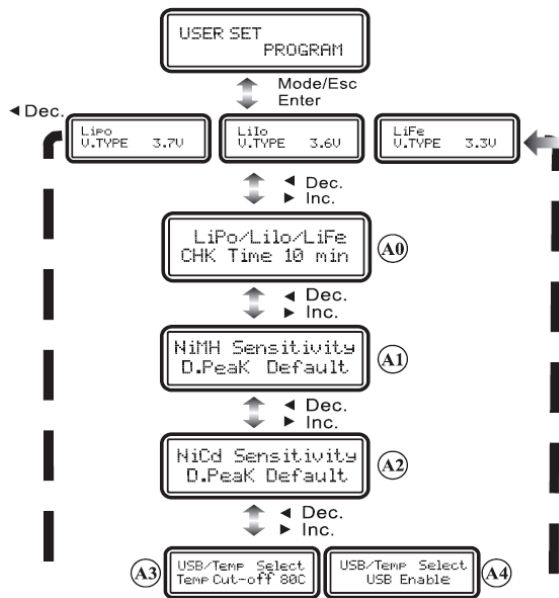 USER SET
PROGRAM
Mode/Esc
Enter
◄ Dec.
Lipo
V.TYPE 3.7V
LiIo
V.TYPE 3.6V
LiFe
V.TYPE 3.3V
◄ Dec.
► Inc.
LiPo/LiIo/LiFe
CHK Time 10 min
A0
◄ Dec.
► Inc.
NiMH Sensitivity
D.Peak Default
A1
◄ Dec.
► Inc.
NiCd Sensitivity
D.Peak Default
A2
◄ Dec.
► Inc.
A3
USB/Temp Select
Temp Cut-off 80C
USB/Temp Select
USB Enable
A4